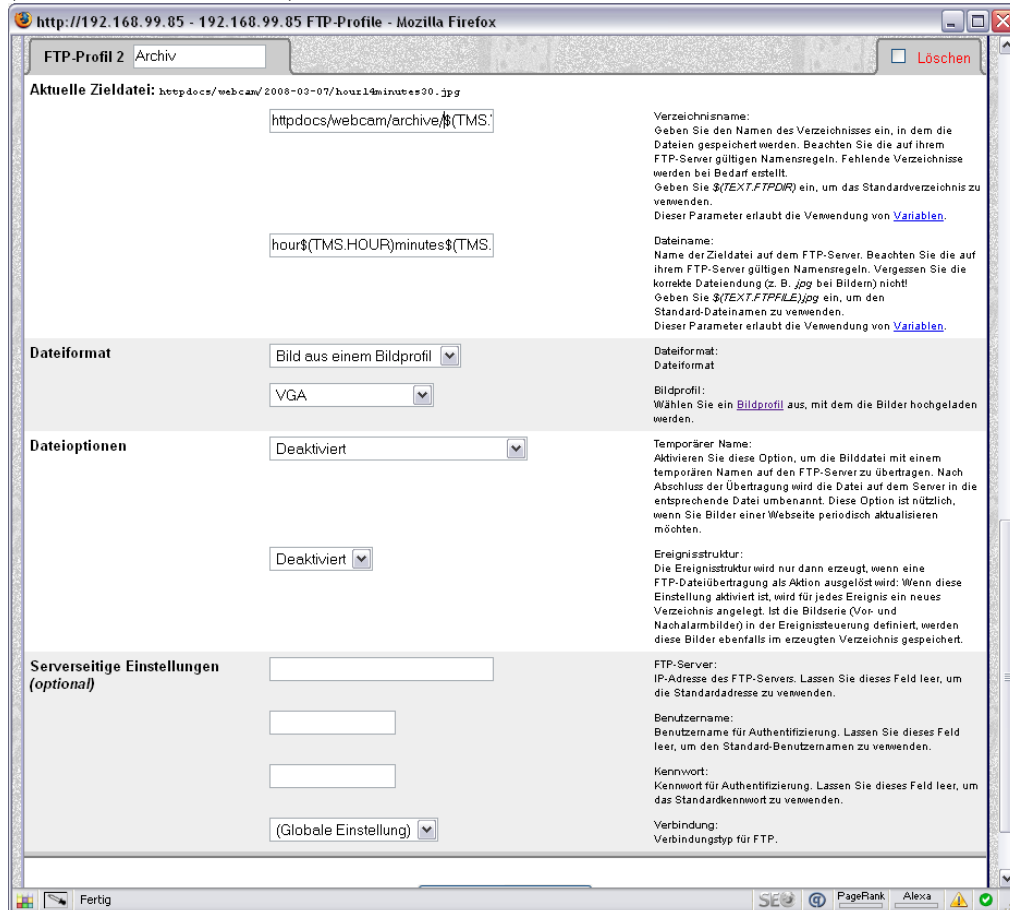 http://192.168.99.85 - 192.168.99.85 FTP-Profile - Mozilla Firefox
FTP-Profil 2 Archiv
Löschen
Aktuelle Zieldatei: httpdocs/webcam/2008-03-07/hour14minutes30.jpg
httpdocs/webcam/archive/$(TMS.
Verzeichnisname:
Geben Sie den Namen des Verzeichnisses ein, in dem die
Dateien gespeichert werden. Beachten Sie die auf ihrem
FTP-Server gültigen Namensregeln. Fehlende Verzeichnisse
werden bei Bedarf erstellt.
Geben Sie $(TEXT.FTPDIR) ein, um das Standardverzeichnis zu
verwenden.
Dieser Parameter erlaubt die Verwendung von Variablen.
hour$(TMS.HOUR)minutes$(TMS.
Dateiname:
Name der Zieldatei auf dem FTP-Server. Beachten Sie die auf
ihrem FTP-Server gültigen Namensregeln. Vergessen Sie die
korrekte Dateiendung (z. B. .jpg bei Bildern) nicht!
Geben Sie $(TEXT.FTPFILE).jpg ein, um den
Standard-Dateinamen zu verwenden.
Dieser Parameter erlaubt die Verwendung von Variablen.
Dateiformat
Bild aus einem Bildprofil
Dateiformat:
Dateiformat
VGA
Bildprofil:
Wählen Sie ein Bildprofil aus, mit dem die Bilder hochgeladen
werden.
Dateioptionen
Deaktiviert
Temporärer Name:
Aktivieren Sie diese Option, um die Bilddatei mit einem
temporären Namen auf den FTP-Server zu übertragen. Nach
Abschluss der Übertragung wird die Datei auf dem Server in die
entsprechende Datei umbenannt. Diese Option ist nützlich,
wenn Sie Bilder einer Webseite periodisch aktualisieren
möchten.
Deaktiviert
Ereignisstruktur:
Die Ereignisstruktur wird nur dann erzeugt, wenn eine
FTP-Dateiübertragung als Aktion ausgelöst wird: Wenn diese
Einstellung aktiviert ist, wird für jedes Ereignis ein neues
Verzeichnis angelegt. Ist die Bildserie (Vor- und
Nachalarmbilder) in der Ereignissteuerung definiert, werden
diese Bilder ebenfalls im erzeugten Verzeichnis gespeichert.
Serverseitige Einstellungen
(optional)
FTP-Server:
IP-Adresse des FTP-Servers. Lassen Sie dieses Feld leer, um
die Standardadresse zu verwenden.
Benutzername:
Benutzername für Authentifizierung. Lassen Sie dieses Feld
leer, um den Standard-Benutzernamen zu verwenden.
Kennwort:
Kennwort für Authentifizierung. Lassen Sie dieses Feld leer, um
das Standardkennwort zu verwenden.
(Globale Einstellung)
Verbindung:
Verbindungstyp für FTP.
Fertig
SEO
PageRank
Alexa